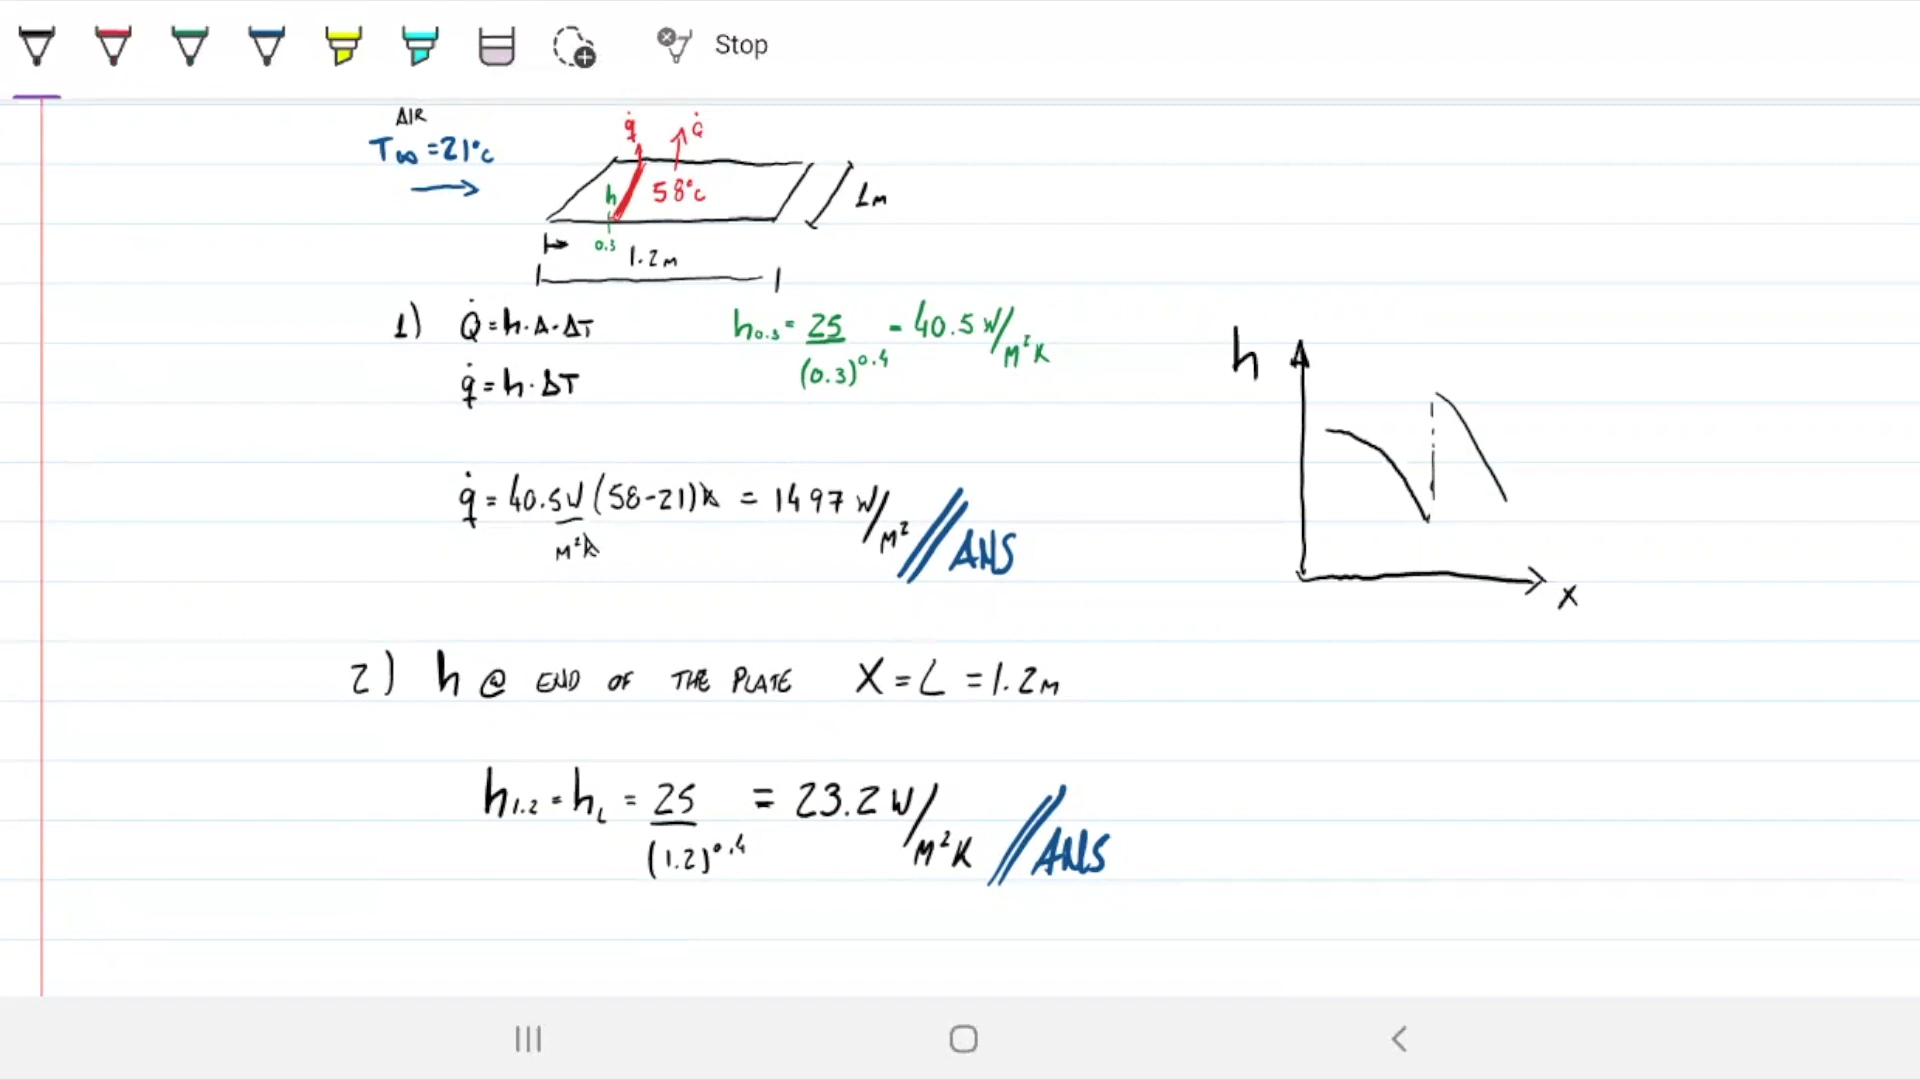 Stop
AIR
T∞ = 21°C
q̇
Q̇
h
58°C
1m
0.3
1.2m
1) Q̇ = h·A·ΔT
q̇ = h·ΔT
h0.3 = 25/(0.3)^0.4 = 40.5 W/m²K
q̇ = 40.5 W/m²K (58-21)K = 1497 W/m² // ANS
h
x
2) h @ END OF THE PLATE X = L = 1.2m
h1.2 = hL = 25/(1.2)^0.4 = 23.2 W/m²K // ANS